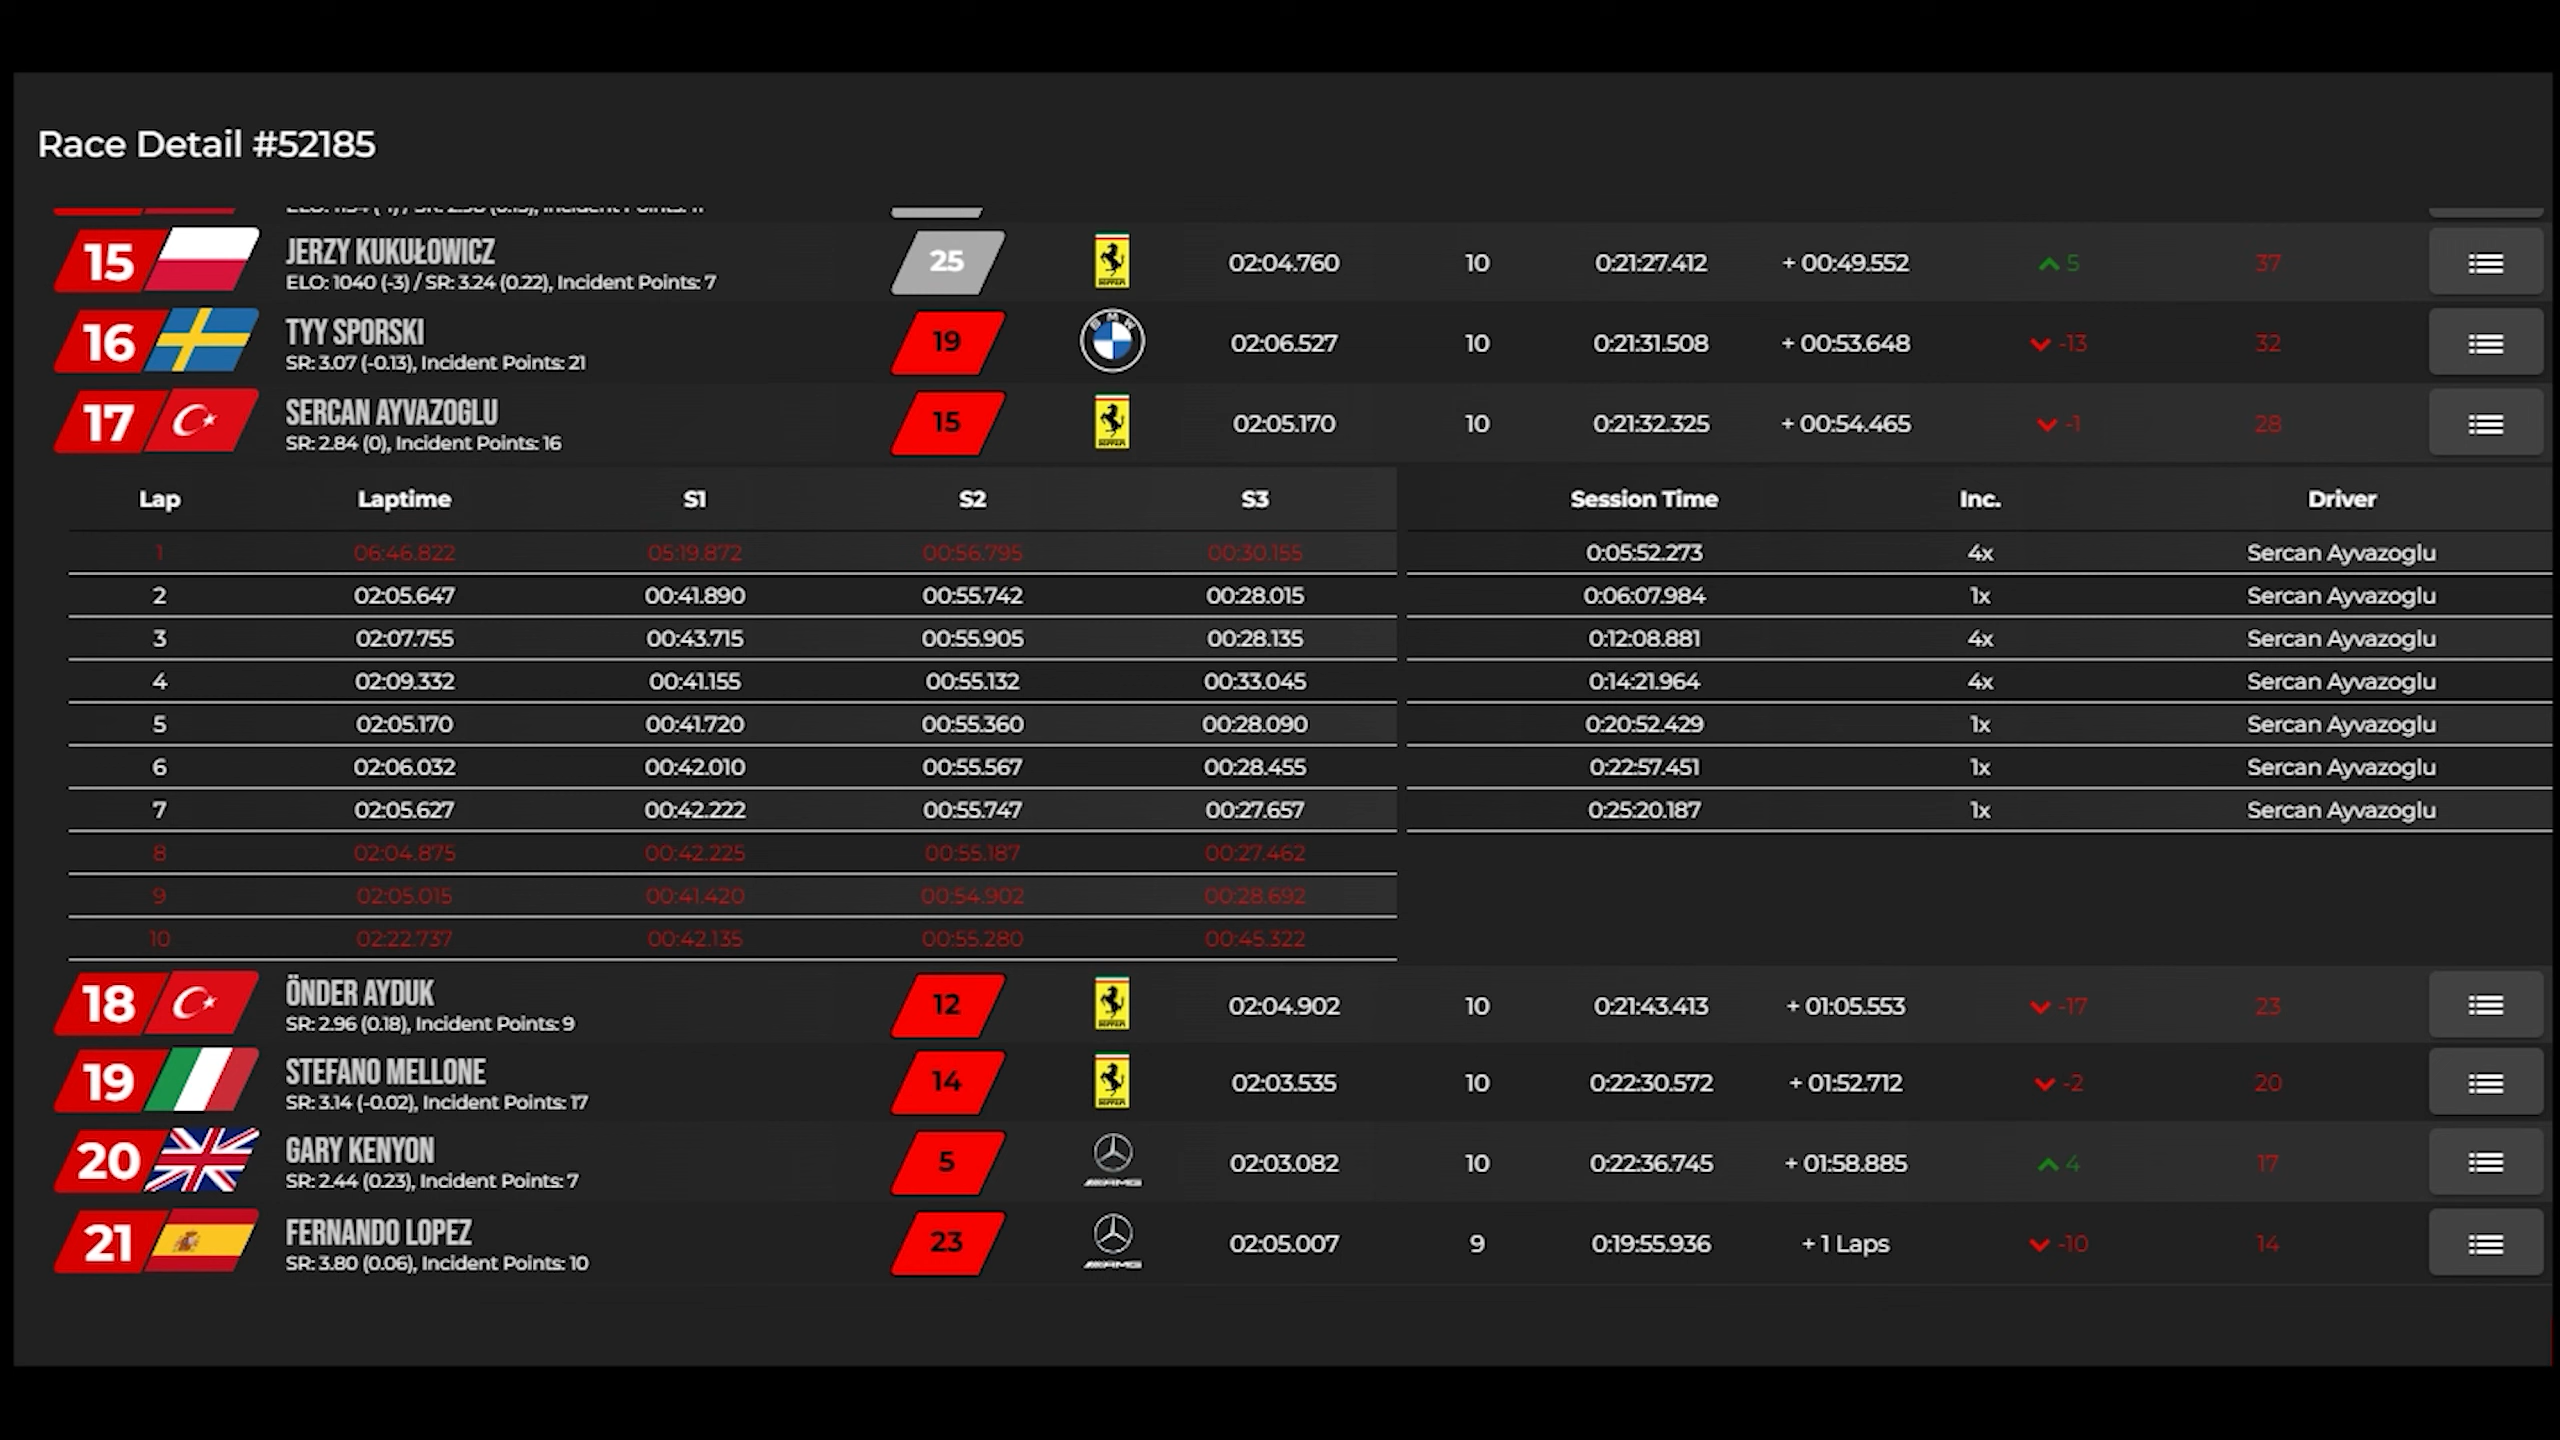 Race Detail #52185
15 JERZY KUKUŁOWICZ 25 02:04.760 10 0:21:27.412 + 00:49.552 5 37
ELO: 1040 (-3) / SR: 3.24 (0.22), Incident Points: 7
16 TYY SPORSKI 19 BMW 02:06.527 10 0:21:31.508 + 00:53.648 -13 32
SR: 3.07 (-0.13), Incident Points: 21
17 SERCAN AYVAZOGLU 15 02:05.170 10 0:21:32.325 + 00:54.465 -1 28
SR: 2.84 (0), Incident Points: 16
Lap Laptime S1 S2 S3 Session Time Inc. Driver
1 06:46.822 05:19.872 00:56.795 00:30.155 0:05:52.273 4x Sercan Ayvazoglu
2 02:05.647 00:41.890 00:55.742 00:28.015 0:06:07.984 1x Sercan Ayvazoglu
3 02:07.755 00:43.715 00:55.905 00:28.135 0:12:08.881 4x Sercan Ayvazoglu
4 02:09.332 00:41.155 00:55.132 00:33.045 0:14:21.964 4x Sercan Ayvazoglu
5 02:05.170 00:41.720 00:55.360 00:28.090 0:20:52.429 1x Sercan Ayvazoglu
6 02:06.032 00:42.010 00:55.567 00:28.455 0:22:57.451 1x Sercan Ayvazoglu
7 02:05.627 00:42.222 00:55.747 00:27.657 0:25:20.187 1x Sercan Ayvazoglu
8 02:04.875 00:42.225 00:55.187 00:27.462
9 02:05.015 00:41.420 00:54.902 00:28.692
10 02:22.737 00:42.135 00:55.280 00:45.322
18 ÖNDER AYDUK 12 02:04.902 10 0:21:43.413 + 01:05.553 -17 23
SR: 2.96 (0.18), Incident Points: 9
19 STEFANO MELLONE 14 02:03.535 10 0:22:30.572 + 01:52.712 -2 20
SR: 3.14 (-0.02), Incident Points: 17
20 GARY KENYON 5 AMG 02:03.082 10 0:22:36.745 + 01:58.885 4 17
SR: 2.44 (0.23), Incident Points: 7
21 FERNANDO LOPEZ 23 AMG 02:05.007 9 0:19:55.936 + 1 Laps -10 14
SR: 3.80 (0.06), Incident Points: 10